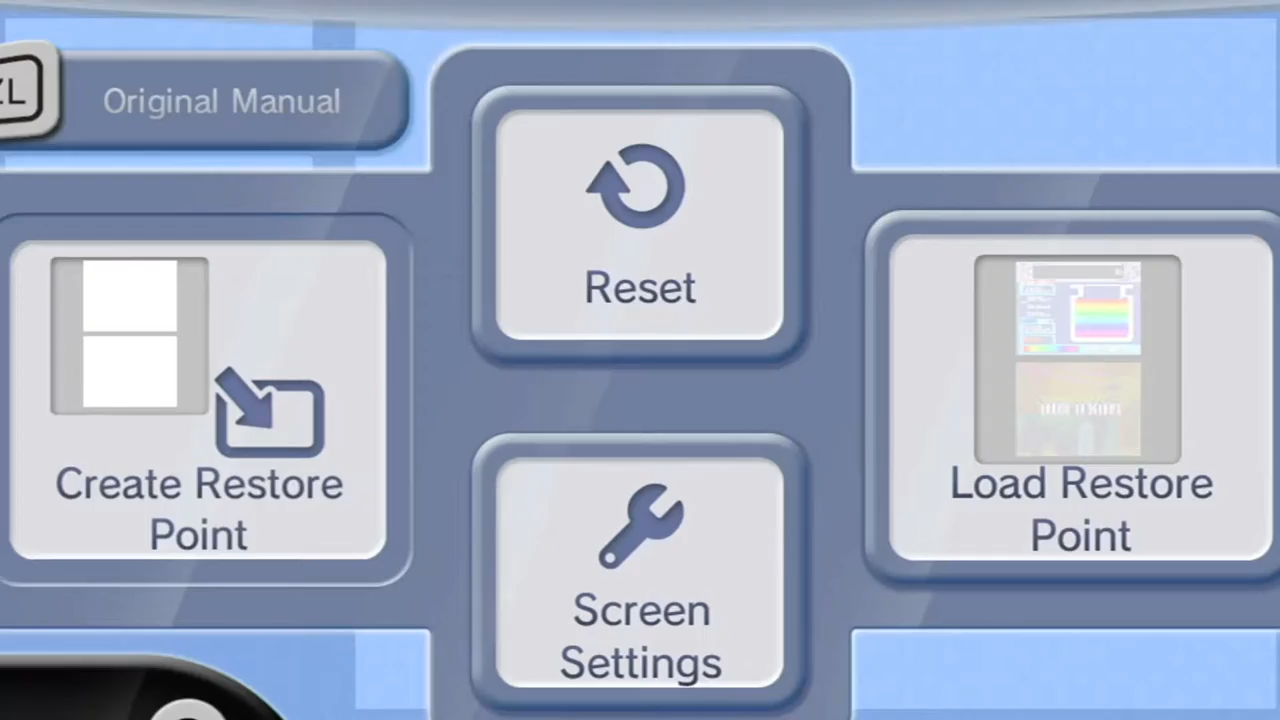 ZL
Original Manual
Reset
Create Restore
Point
Load Restore
Point
Screen
Settings